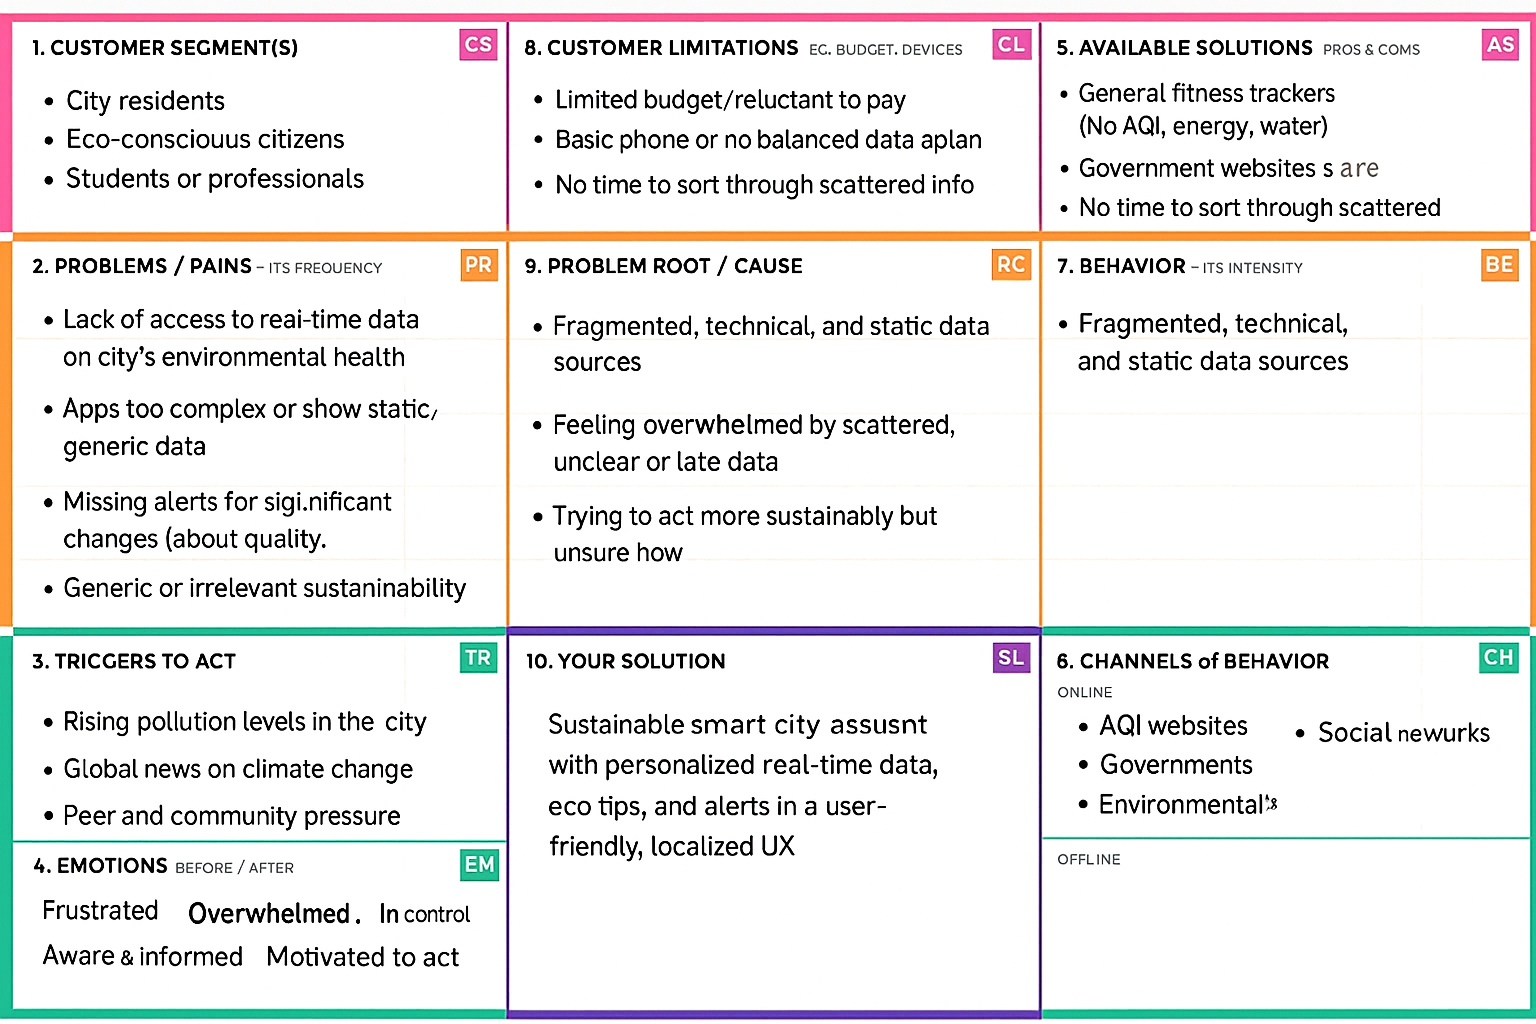 1. CUSTOMER SEGMENT(S) CS
• City residents
• Eco-consciouus citizens
• Students or professionals
8. CUSTOMER LIMITATIONS EG. BUDGET. DEVICES CL
• Limited budget/reluctant to pay
• Basic phone or no balanced data aplan
• No time to sort through scattered info
5. AVAILABLE SOLUTIONS PROS & COMS AS
• General fitness trackers
(No AQI, energy, water)
• Government websites s are
• No time to sort through scattered
2. PROBLEMS / PAINS – ITS FREOUENCY PR
• Lack of access to reai-time data
on city's environmental health
• Apps too complex or show static,
generic data
• Missing alerts for sigi.nificant
changes (about quality.
• Generic or irrelevant sustaninability
9. PROBLEM ROOT / CAUSE RC
• Fragmented, technical, and static data
sources
• Feeling overwhelmed by scattered,
unclear or late data
• Trying to act more sustainably but
unsure how
7. BEHAVIOR – ITS INTENSITY BE
• Fragmented, technical,
and static data sources
3. TRICGERS TO ACT TR
• Rising pollution levels in the city
• Global news on climate change
• Peer and community pressure
4. EMOTIONS BEFORE / AFTER EM
Frustrated Overwhelmed. In control
Aware & informed Motivated to act
10. YOUR SOLUTION SL
Sustainable smart city assusnt
with personalized real-time data,
eco tips, and alerts in a user-
friendly, localized UX
6. CHANNELS of BEHAVIOR CH
ONLINE
• AQI websites
• Social newurks
• Governments
• Environmental
OFFLINE